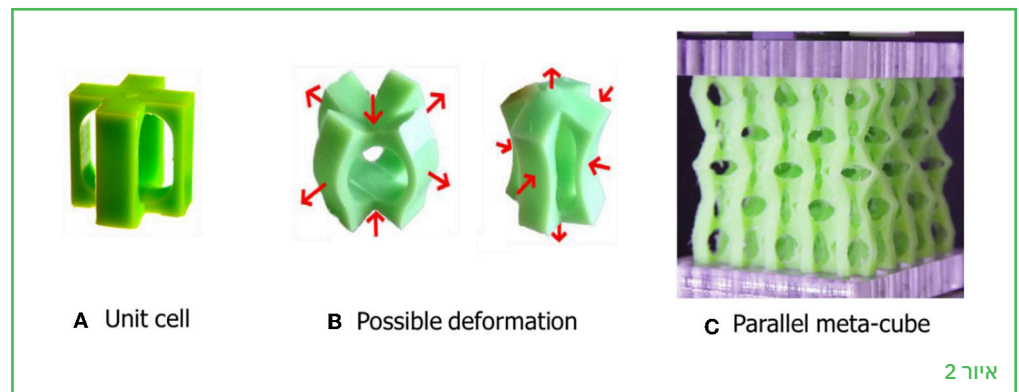 A Unit cell
B Possible deformation
C Parallel meta-cube
איור 2